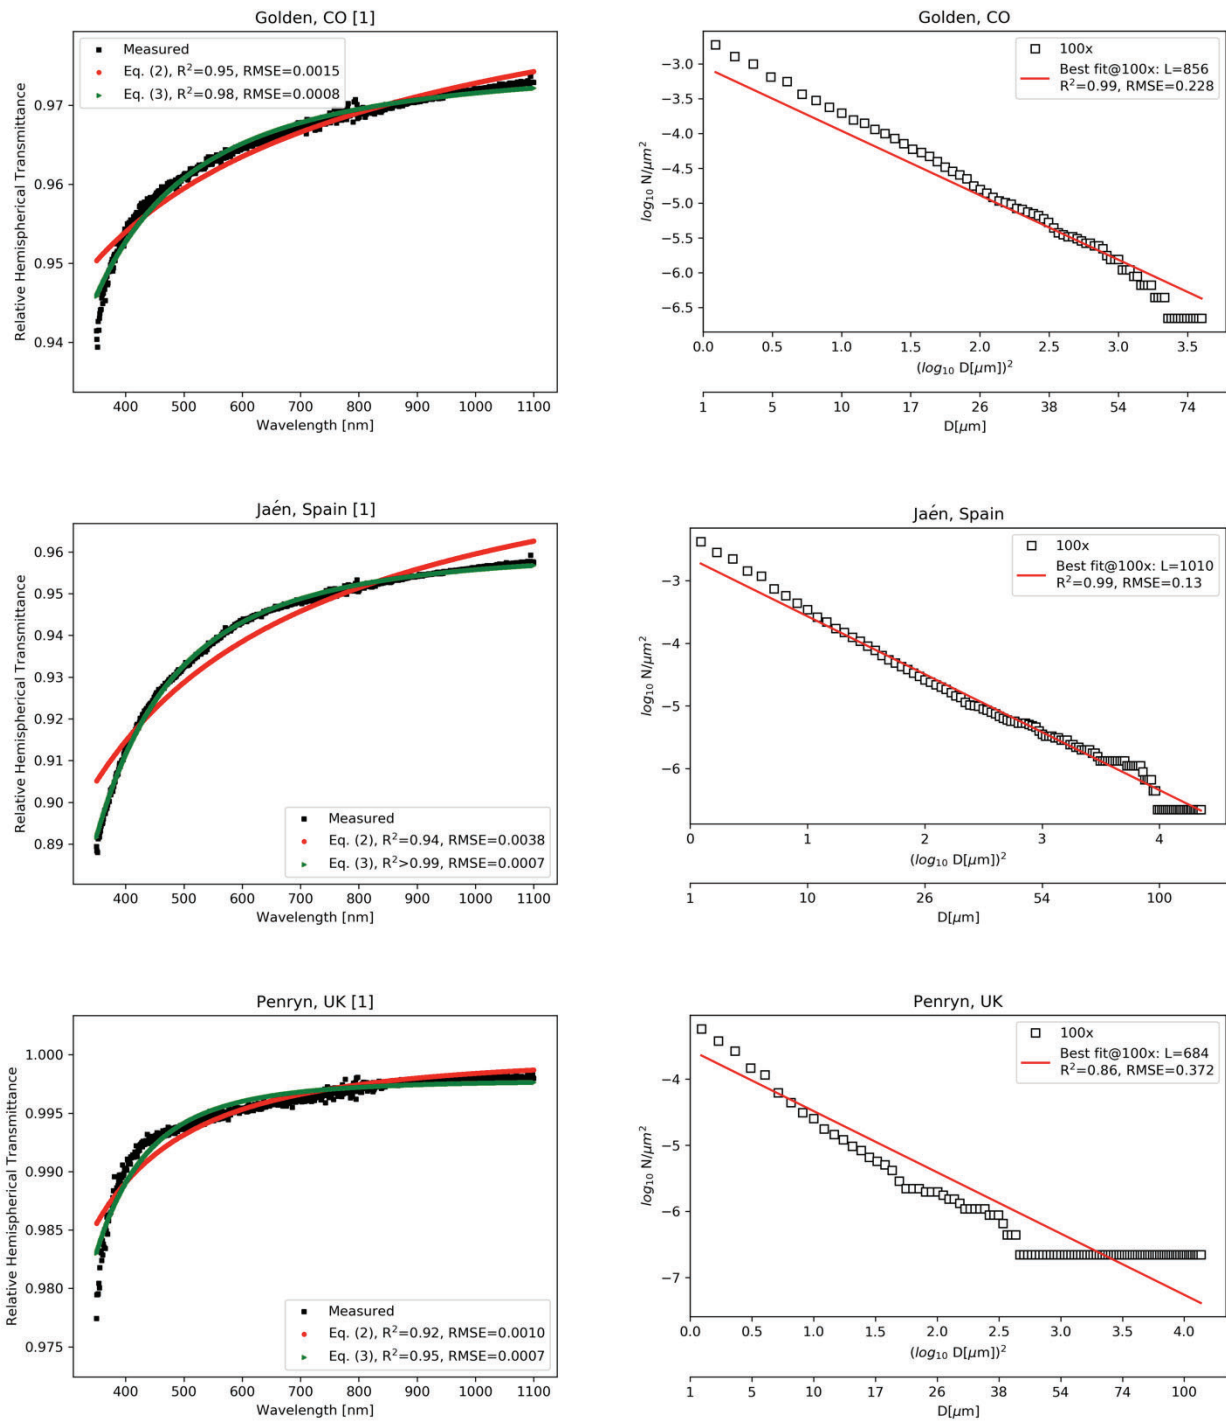 Golden, CO [1]
Measured
Eq. (2), R²=0.95, RMSE=0.0015
Eq. (3), R²=0.98, RMSE=0.0008
Relative Hemispherical Transmittance
0.97
0.96
0.95
0.94
400 500 600 700 800 900 1000 1100
Wavelength [nm]
Golden, CO
100x
Best fit@100x: L=856
R²=0.99, RMSE=0.228
log₁₀ N/μm²
−3.0
−3.5
−4.0
−4.5
−5.0
−5.5
−6.0
−6.5
0.0 0.5 1.0 1.5 2.0 2.5 3.0 3.5
(log₁₀ D[μm])²
1 5 10 17 26 38 54 74
D[μm]
Jaén, Spain [1]
Relative Hemispherical Transmittance
0.96
0.95
0.94
0.93
0.92
0.91
0.90
0.89
Measured
Eq. (2), R²=0.94, RMSE=0.0038
Eq. (3), R²>0.99, RMSE=0.0007
400 500 600 700 800 900 1000 1100
Wavelength [nm]
Jaén, Spain
100x
Best fit@100x: L=1010
R²=0.99, RMSE=0.13
log₁₀ N/μm²
−3
−4
−5
−6
1 2 3 4
(log₁₀ D[μm])²
1 10 26 54 100
D[μm]
Penryn, UK [1]
Relative Hemispherical Transmittance
1.000
0.995
0.990
0.985
0.980
0.975
Measured
Eq. (2), R²=0.92, RMSE=0.0010
Eq. (3), R²=0.95, RMSE=0.0007
400 500 600 700 800 900 1000 1100
Wavelength [nm]
Penryn, UK
100x
Best fit@100x: L=684
R²=0.86, RMSE=0.372
log₁₀ N/μm²
−4
−5
−6
−7
0.0 0.5 1.0 1.5 2.0 2.5 3.0 3.5 4.0
(log₁₀ D[μm])²
1 5 10 17 26 38 54 74 100
D[μm]